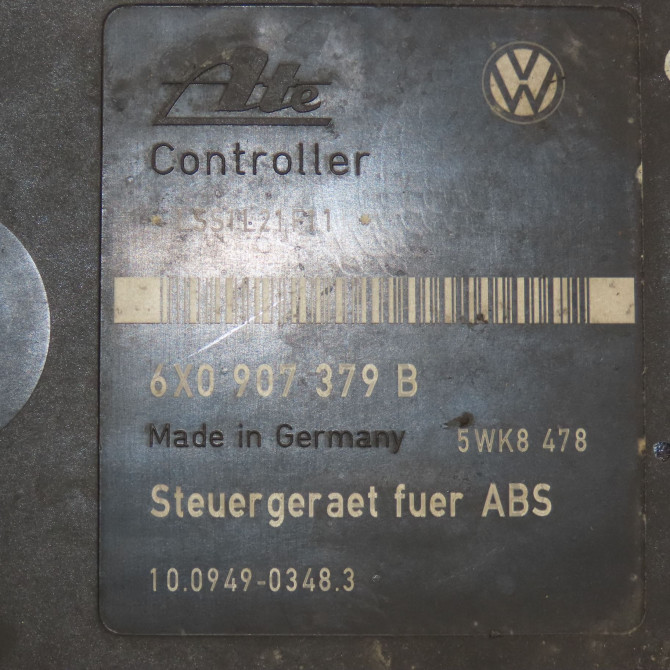 Ate
Controller
6X0 907 379 B
Made in Germany 5WK8 478
Steuergeraet fuer ABS
10.0949-0348.3